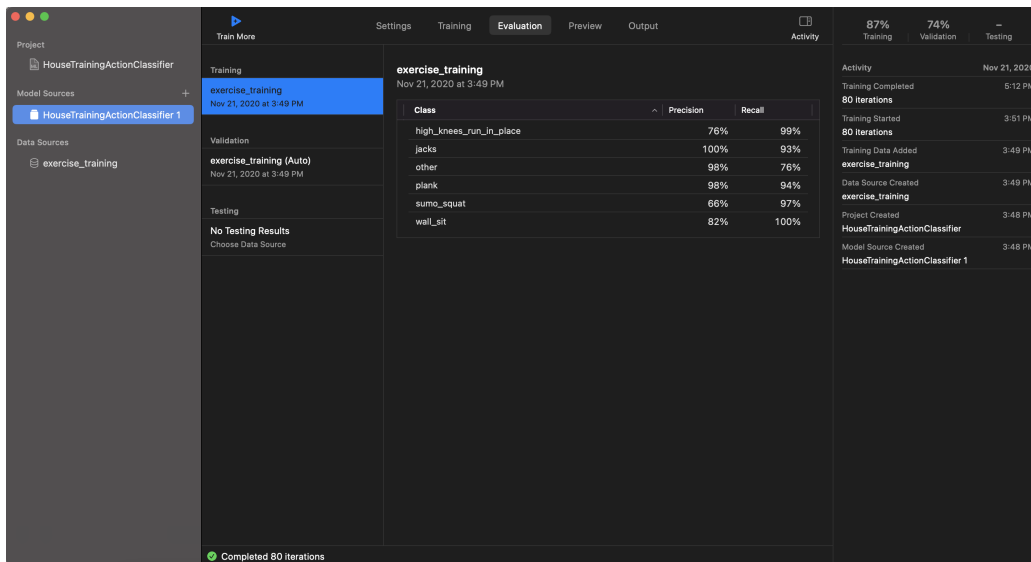 Project
HouseTrainingActionClassifier
Model Sources +
HouseTrainingActionClassifier 1
Data Sources
exercise_training
Train More
Settings Training Evaluation Preview Output
Activity
Training
exercise_training
Nov 21, 2020 at 3:49 PM
Validation
exercise_training (Auto)
Nov 21, 2020 at 3:49 PM
Testing
No Testing Results
Choose Data Source
exercise_training
Nov 21, 2020 at 3:49 PM
Class Precision Recall
high_knees_run_in_place 76% 99%
jacks 100% 93%
other 98% 76%
plank 98% 94%
sumo_squat 66% 97%
wall_sit 82% 100%
Completed 80 iterations
87% 74% –
Training Validation Testing
Activity Nov 21, 2020
Training Completed 5:12 PM
80 iterations
Training Started 3:51 PM
80 iterations
Training Data Added 3:49 PM
exercise_training
Data Source Created 3:49 PM
exercise_training
Project Created 3:48 PM
HouseTrainingActionClassifier
Model Source Created 3:48 PM
HouseTrainingActionClassifier 1